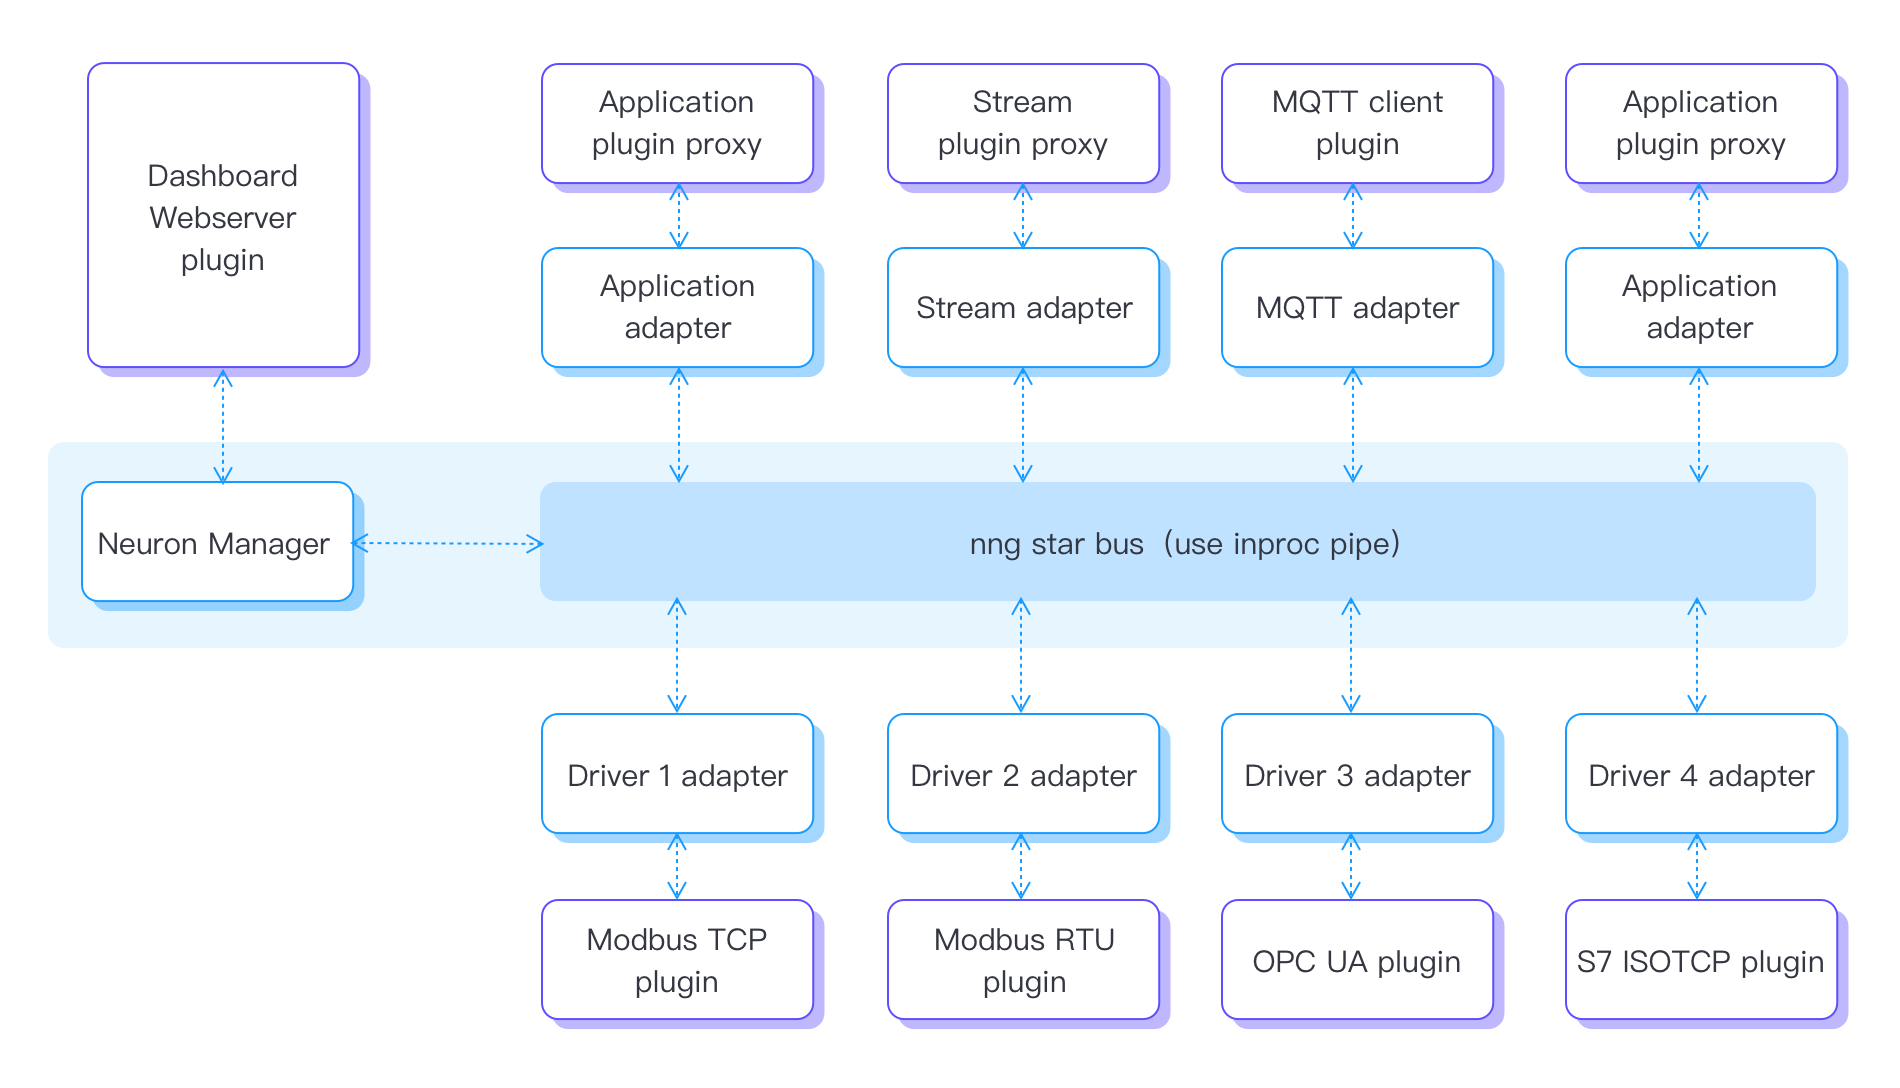 Dashboard
Webserver
plugin
Application
plugin proxy
Stream
plugin proxy
MQTT client
plugin
Application
plugin proxy
Application
adapter
Stream adapter
MQTT adapter
Application
adapter
Neuron Manager
nng star bus（use inproc pipe）
Driver 1 adapter
Driver 2 adapter
Driver 3 adapter
Driver 4 adapter
Modbus TCP
plugin
Modbus RTU
plugin
OPC UA plugin
S7 ISOTCP plugin